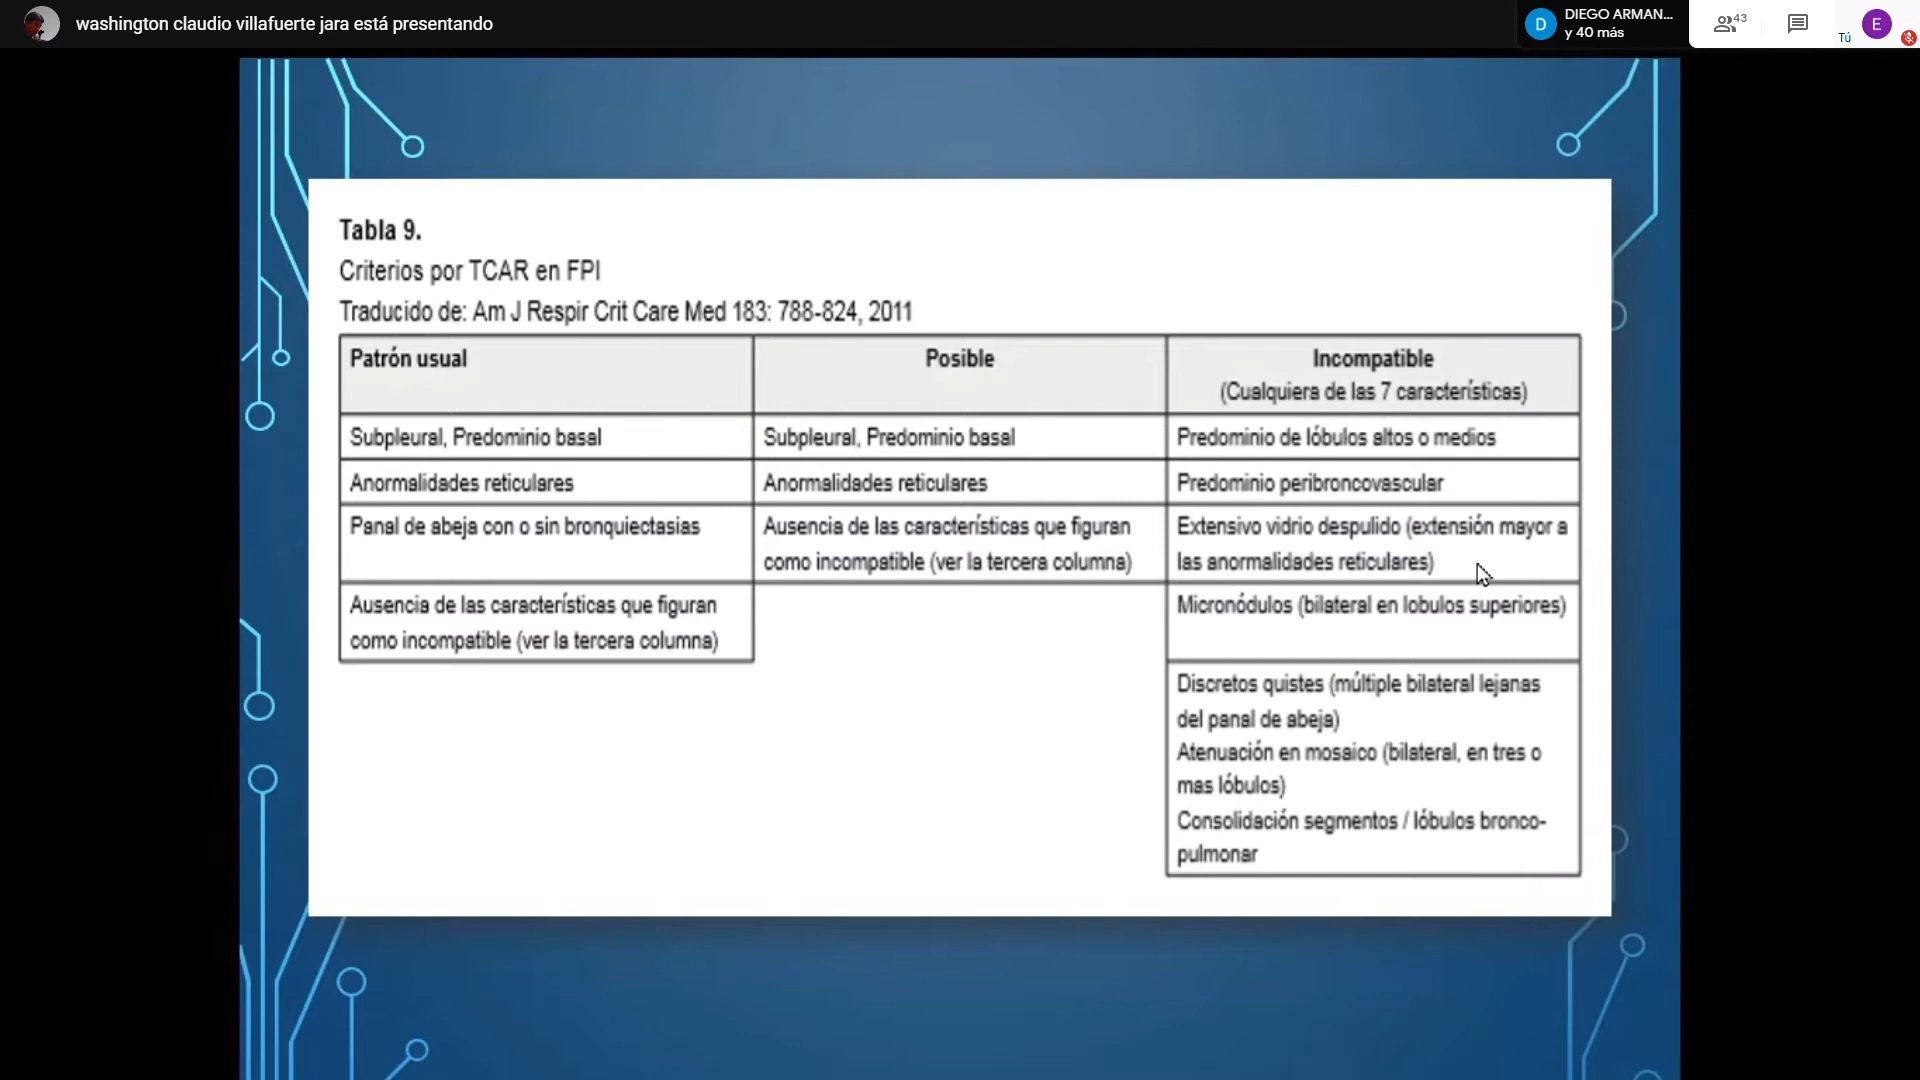 washington claudio villafuerte jara está presentando
D
DIEGO ARMAN...
y 40 más
43
Tú
E
Tabla 9.
Criterios por TCAR en FPI
Traducido de: Am J Respir Crit Care Med 183: 788-824, 2011
Patrón usual
Posible
Incompatible
(Cualquiera de las 7 características)
Subpleural, Predominio basal
Subpleural, Predominio basal
Predominio de lóbulos altos o medios
Anormalidades reticulares
Anormalidades reticulares
Predominio peribroncovascular
Panal de abeja con o sin bronquiectasias
Ausencia de las características que figuran
como incompatible (ver la tercera columna)
Extensivo vidrio despulido (extensión mayor a
las anormalidades reticulares)
Ausencia de las características que figuran
como incompatible (ver la tercera columna)
Micronódulos (bilateral en lobulos superiores)
Discretos quistes (múltiple bilateral lejanas
del panal de abeja)
Atenuación en mosaico (bilateral, en tres o
mas lóbulos)
Consolidación segmentos / lóbulos bronco-
pulmonar